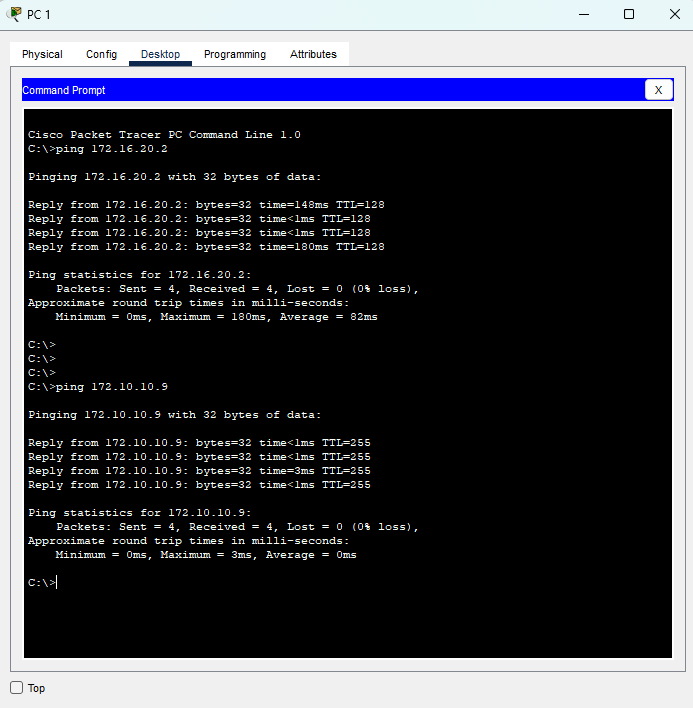 PC 1
Physical Config Desktop Programming Attributes
Command Prompt X
Cisco Packet Tracer PC Command Line 1.0
C:\>ping 172.16.20.2
Pinging 172.16.20.2 with 32 bytes of data:
Reply from 172.16.20.2: bytes=32 time=148ms TTL=128
Reply from 172.16.20.2: bytes=32 time<1ms TTL=128
Reply from 172.16.20.2: bytes=32 time<1ms TTL=128
Reply from 172.16.20.2: bytes=32 time=180ms TTL=128
Ping statistics for 172.16.20.2:
Packets: Sent = 4, Received = 4, Lost = 0 (0% loss),
Approximate round trip times in milli-seconds:
Minimum = 0ms, Maximum = 180ms, Average = 82ms
C:\>
C:\>
C:\>
C:\>ping 172.10.10.9
Pinging 172.10.10.9 with 32 bytes of data:
Reply from 172.10.10.9: bytes=32 time<1ms TTL=255
Reply from 172.10.10.9: bytes=32 time<1ms TTL=255
Reply from 172.10.10.9: bytes=32 time=3ms TTL=255
Reply from 172.10.10.9: bytes=32 time<1ms TTL=255
Ping statistics for 172.10.10.9:
Packets: Sent = 4, Received = 4, Lost = 0 (0% loss),
Approximate round trip times in milli-seconds:
Minimum = 0ms, Maximum = 3ms, Average = 0ms
C:\>
Top